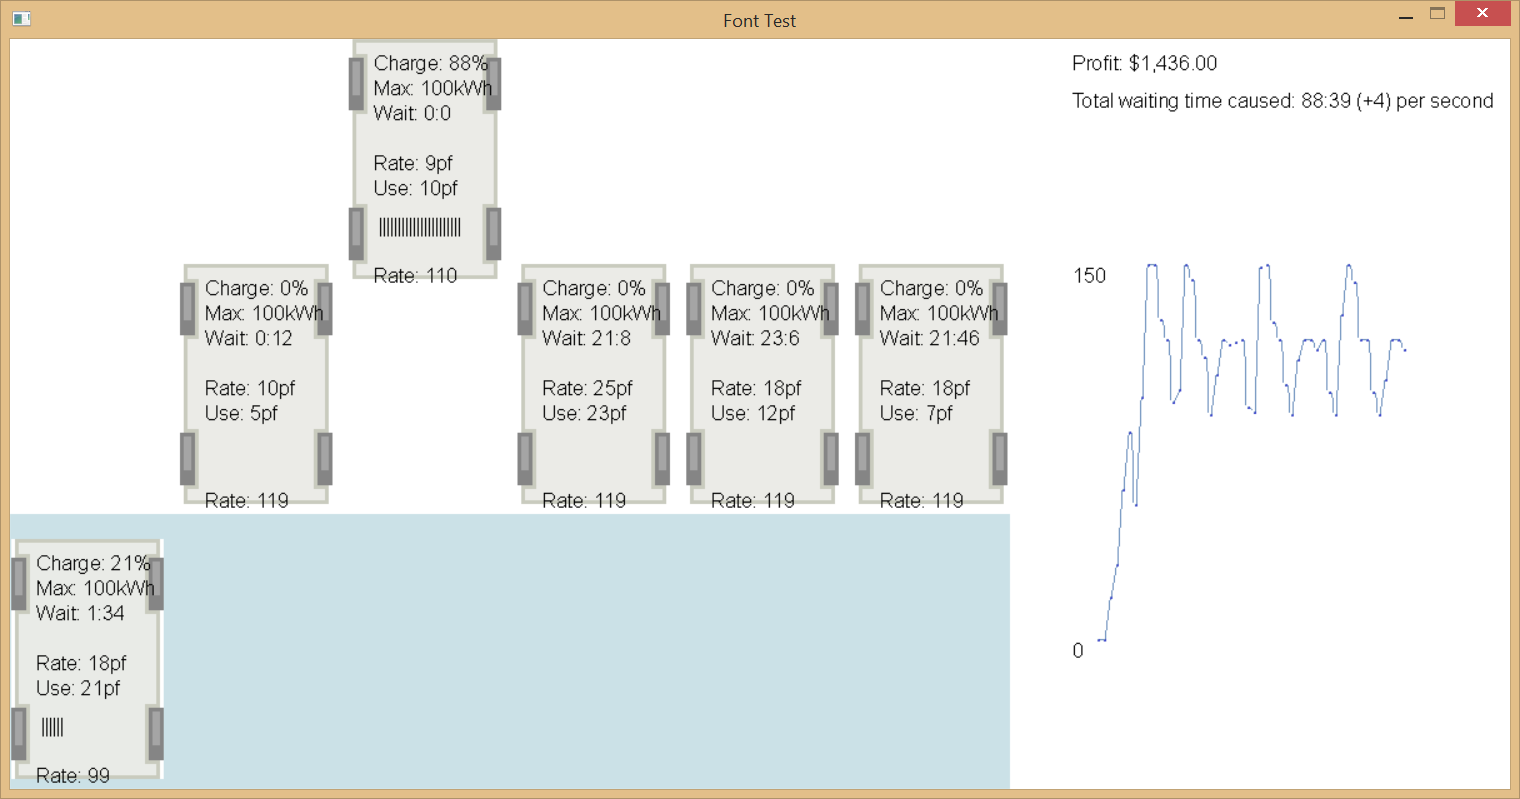 Font Test
Charge: 88%
Max: 100kWh
Wait: 0:0
Rate: 9pf
Use: 10pf
||||||||||||||||||||||
Rate: 110
Charge: 0%
Max: 100kWh
Wait: 0:12
Rate: 10pf
Use: 5pf
Rate: 119
Charge: 0%
Max: 100kWh
Wait: 21:8
Rate: 25pf
Use: 23pf
Rate: 119
Charge: 0%
Max: 100kWh
Wait: 23:6
Rate: 18pf
Use: 12pf
Rate: 119
Charge: 0%
Max: 100kWh
Wait: 21:46
Rate: 18pf
Use: 7pf
Rate: 119
Charge: 21%
Max: 100kWh
Wait: 1:34
Rate: 18pf
Use: 21pf
||||||
Rate: 99
Profit: $1,436.00
Total waiting time caused: 88:39 (+4) per second
150
0